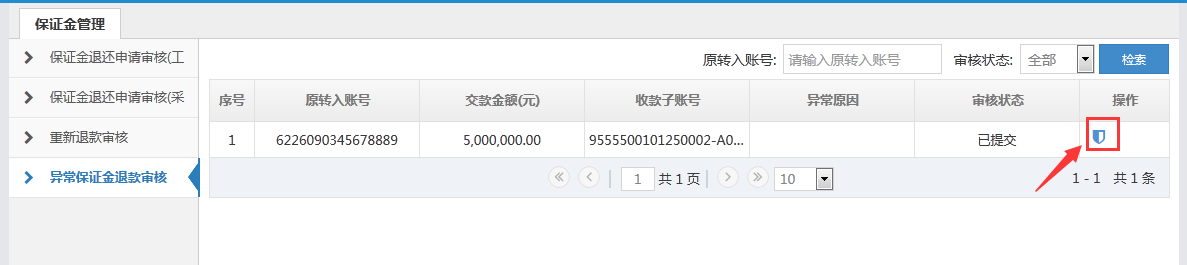 保证金管理
保证金退还申请审核(工
保证金退还申请审核(采
重新退款审核
异常保证金退款审核
原转入账号: 请输入原转入账号 审核状态: 全部 检索
序号 原转入账号 交款金额(元) 收款子账号 异常原因 审核状态 操作
1 6226090345678889 5,000,000.00 9555500101250002-A0... 已提交
1 共 1 页 10 1 - 1 共 1 条